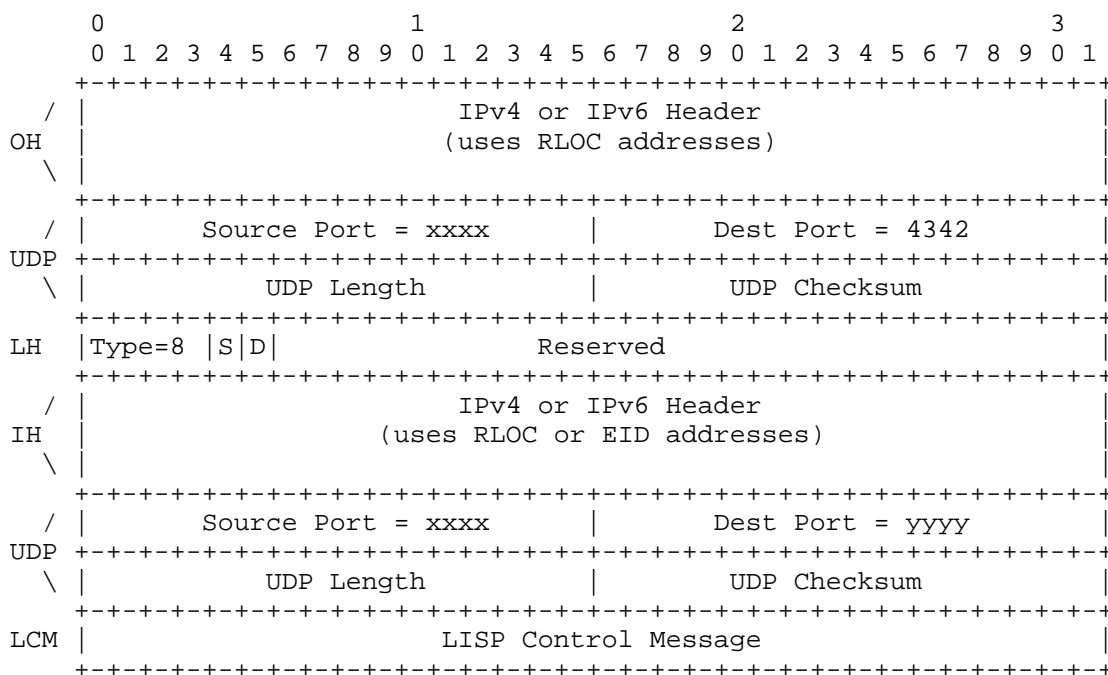 0                   1                   2                   3
        0 1 2 3 4 5 6 7 8 9 0 1 2 3 4 5 6 7 8 9 0 1 2 3 4 5 6 7 8 9 0 1
       +-+-+-+-+-+-+-+-+-+-+-+-+-+-+-+-+-+-+-+-+-+-+-+-+-+-+-+-+-+-+-+-+
     / |                       IPv4 or IPv6 Header                     |
   OH  |                      (uses RLOC addresses)                    |
     \ |                                                               |
       +-+-+-+-+-+-+-+-+-+-+-+-+-+-+-+-+-+-+-+-+-+-+-+-+-+-+-+-+-+-+-+-+
     / |       Source Port = xxxx      |       Dest Port = 4342        |
   UDP +-+-+-+-+-+-+-+-+-+-+-+-+-+-+-+-+-+-+-+-+-+-+-+-+-+-+-+-+-+-+-+-+
     \ |           UDP Length          |        UDP Checksum           |
       +-+-+-+-+-+-+-+-+-+-+-+-+-+-+-+-+-+-+-+-+-+-+-+-+-+-+-+-+-+-+-+-+
   LH  |Type=8 |S|D|                Reserved                           |
       +-+-+-+-+-+-+-+-+-+-+-+-+-+-+-+-+-+-+-+-+-+-+-+-+-+-+-+-+-+-+-+-+
     / |                       IPv4 or IPv6 Header                     |
   IH  |                  (uses RLOC or EID addresses)                 |
     \ |                                                               |
       +-+-+-+-+-+-+-+-+-+-+-+-+-+-+-+-+-+-+-+-+-+-+-+-+-+-+-+-+-+-+-+-+
     / |       Source Port = xxxx      |       Dest Port = yyyy        |
   UDP +-+-+-+-+-+-+-+-+-+-+-+-+-+-+-+-+-+-+-+-+-+-+-+-+-+-+-+-+-+-+-+-+
     \ |           UDP Length          |        UDP Checksum           |
       +-+-+-+-+-+-+-+-+-+-+-+-+-+-+-+-+-+-+-+-+-+-+-+-+-+-+-+-+-+-+-+-+
   LCM |                      LISP Control Message                     |
       +-+-+-+-+-+-+-+-+-+-+-+-+-+-+-+-+-+-+-+-+-+-+-+-+-+-+-+-+-+-+-+-+